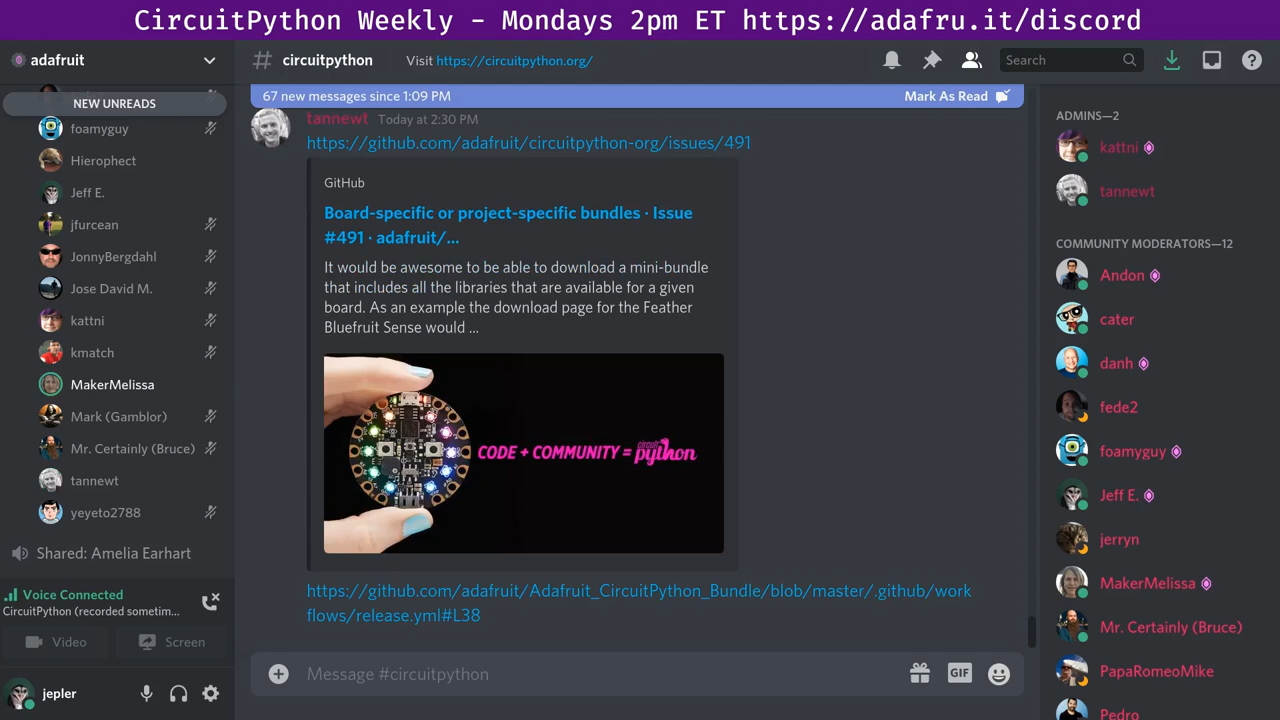 CircuitPython Weekly - Mondays 2pm ET https://adafru.it/discord
adafruit
NEW UNREADS
foamyguy
Hierophect
Jeff E.
jfurcean
JonnyBergdahl
Jose David M.
kattni
kmatch
MakerMelissa
Mark (Gamblor)
Mr. Certainly (Bruce)
tannewt
yeyeto2788
Shared: Amelia Earhart
Voice Connected
CircuitPython (recorded sometim...
Video
Screen
jepler
# circuitpython
Visit https://circuitpython.org/
Search
67 new messages since 1:09 PM
Mark As Read
tannewt Today at 2:30 PM
https://github.com/adafruit/circuitpython-org/issues/491
GitHub
Board-specific or project-specific bundles · Issue
#491 · adafruit/...
It would be awesome to be able to download a mini-bundle
that includes all the libraries that are available for a given
board. As an example the download page for the Feather
Bluefruit Sense would ...
CODE + COMMUNITY = circuit python
https://github.com/adafruit/Adafruit_CircuitPython_Bundle/blob/master/.github/work
flows/release.yml#L38
Message #circuitpython
GIF
ADMINS—2
kattni
tannewt
COMMUNITY MODERATORS—12
Andon
cater
danh
fede2
foamyguy
Jeff E.
jerryn
MakerMelissa
Mr. Certainly (Bruce)
PapaRomeoMike
Pedro